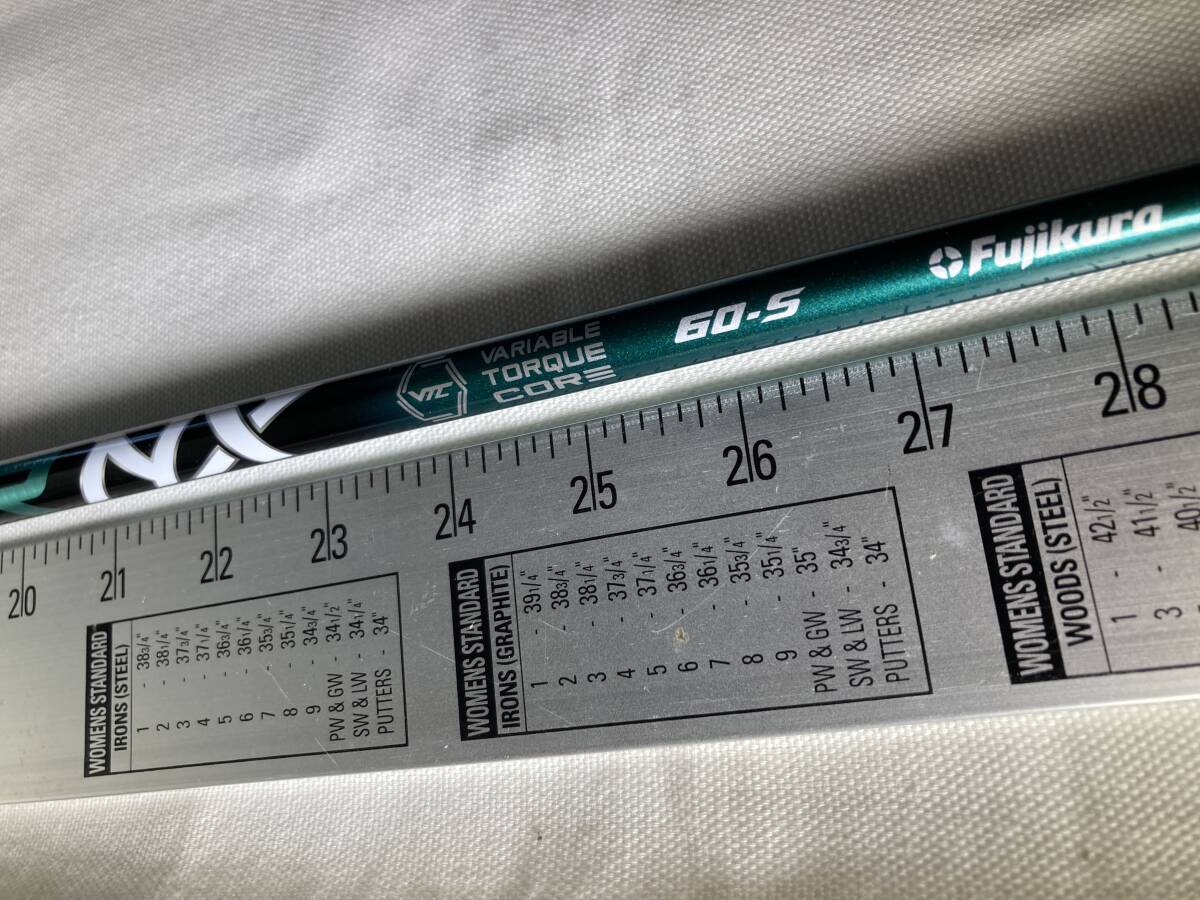 NX
VTC
VARIABLE
TORQUE
CORE
60-S
Fujikura
20 21 22 23 24 25 26 27 28
WOMENS STANDARD
IRONS (STEEL)
1 - 38 3/4"
2 - 38 1/4"
3 - 37 3/4"
4 - 37 1/4"
5 - 36 3/4"
6 - 36 1/4"
7 - 35 3/4"
8 - 35 1/4"
9 - 34 3/4"
PW & GW - 34 1/2"
SW & LW - 34 1/4"
PUTTERS - 34"
WOMENS STANDARD
IRONS (GRAPHITE)
1 - 39 1/4"
2 - 38 3/4"
3 - 38 1/4"
4 - 37 3/4"
5 - 37 1/4"
6 - 36 3/4"
7 - 36 1/4"
8 - 35 3/4"
9 - 35 1/4"
PW & GW - 35"
SW & LW - 34 3/4"
PUTTERS - 34"
WOMENS STANDARD
WOODS (STEEL)
1 - 42 1/2"
3 - 41 1/2"
40 1/2"